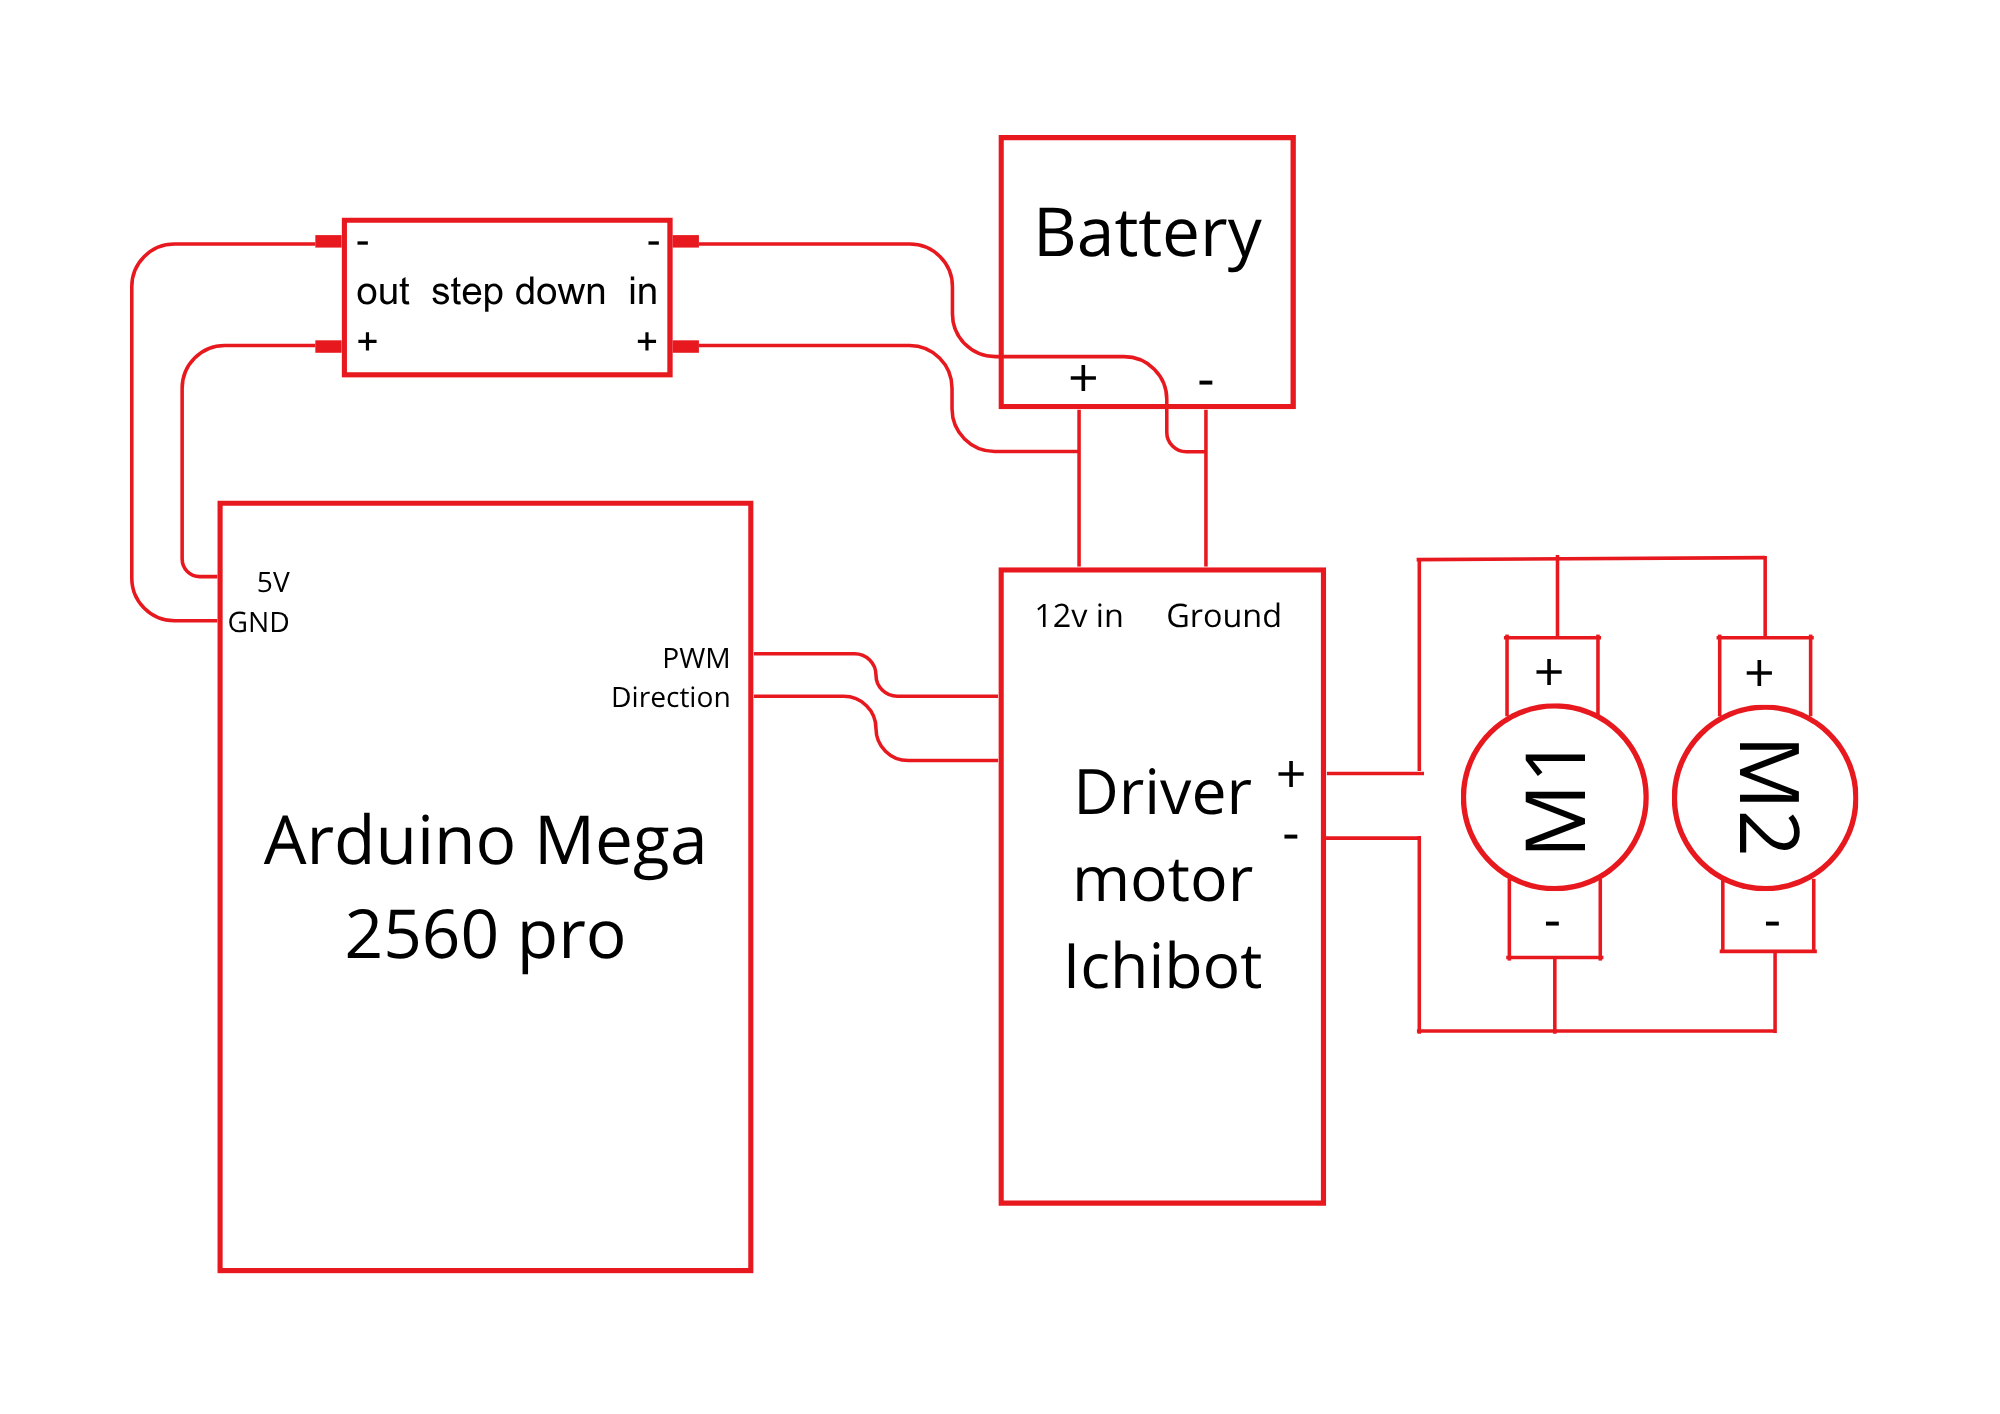 Battery
+ -
- -
out step down in
+ +
5V
GND
PWM
Direction
Arduino Mega
2560 pro
12v in Ground
Driver
motor
Ichibot
+
-
+
M1
-
+
M2
-